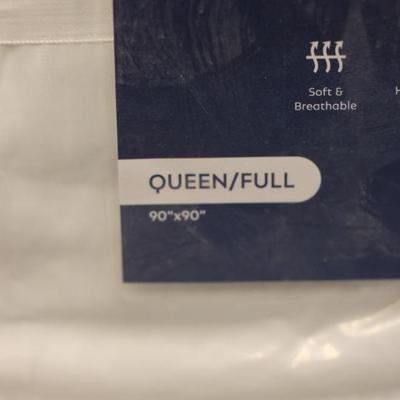 Soft &
Breathable
QUEEN/FULL
90"x90"